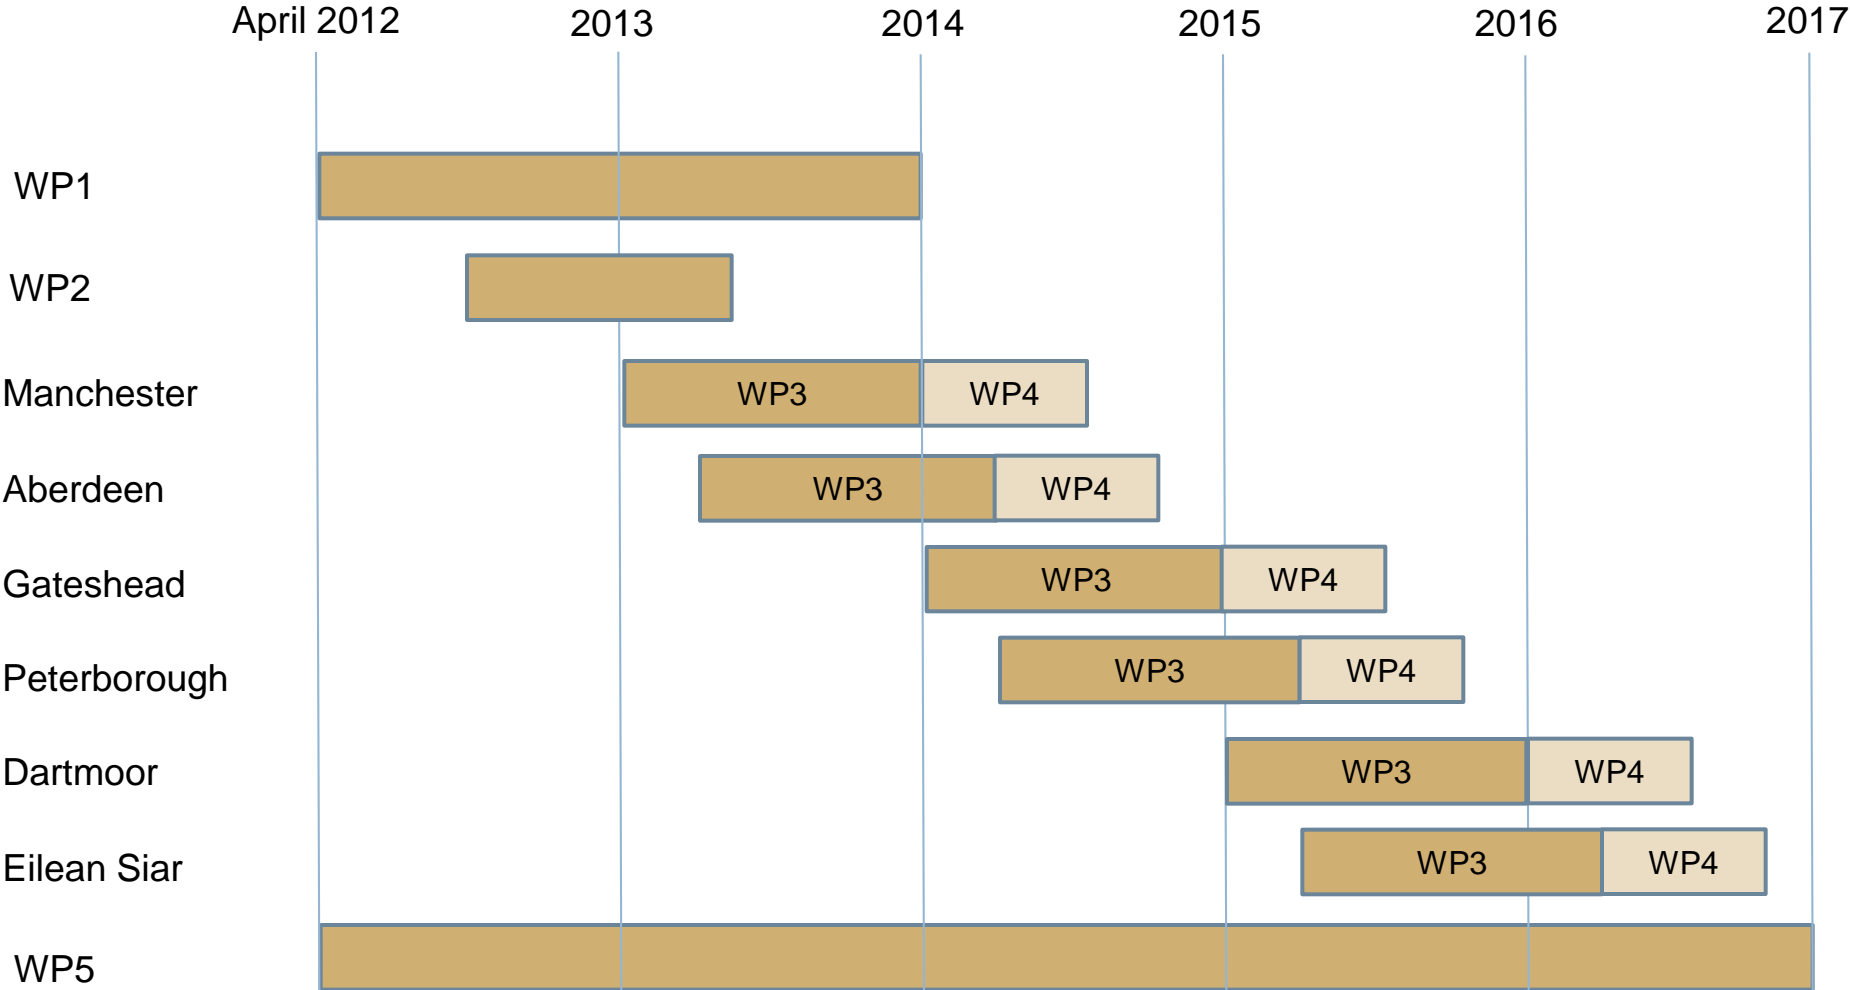 April 2012 2013 2014 2015 2016 2017
WP1
WP2
Manchester WP3 WP4
Aberdeen WP3 WP4
Gateshead WP3 WP4
Peterborough WP3 WP4
Dartmoor WP3 WP4
Eilean Siar WP3 WP4
WP5